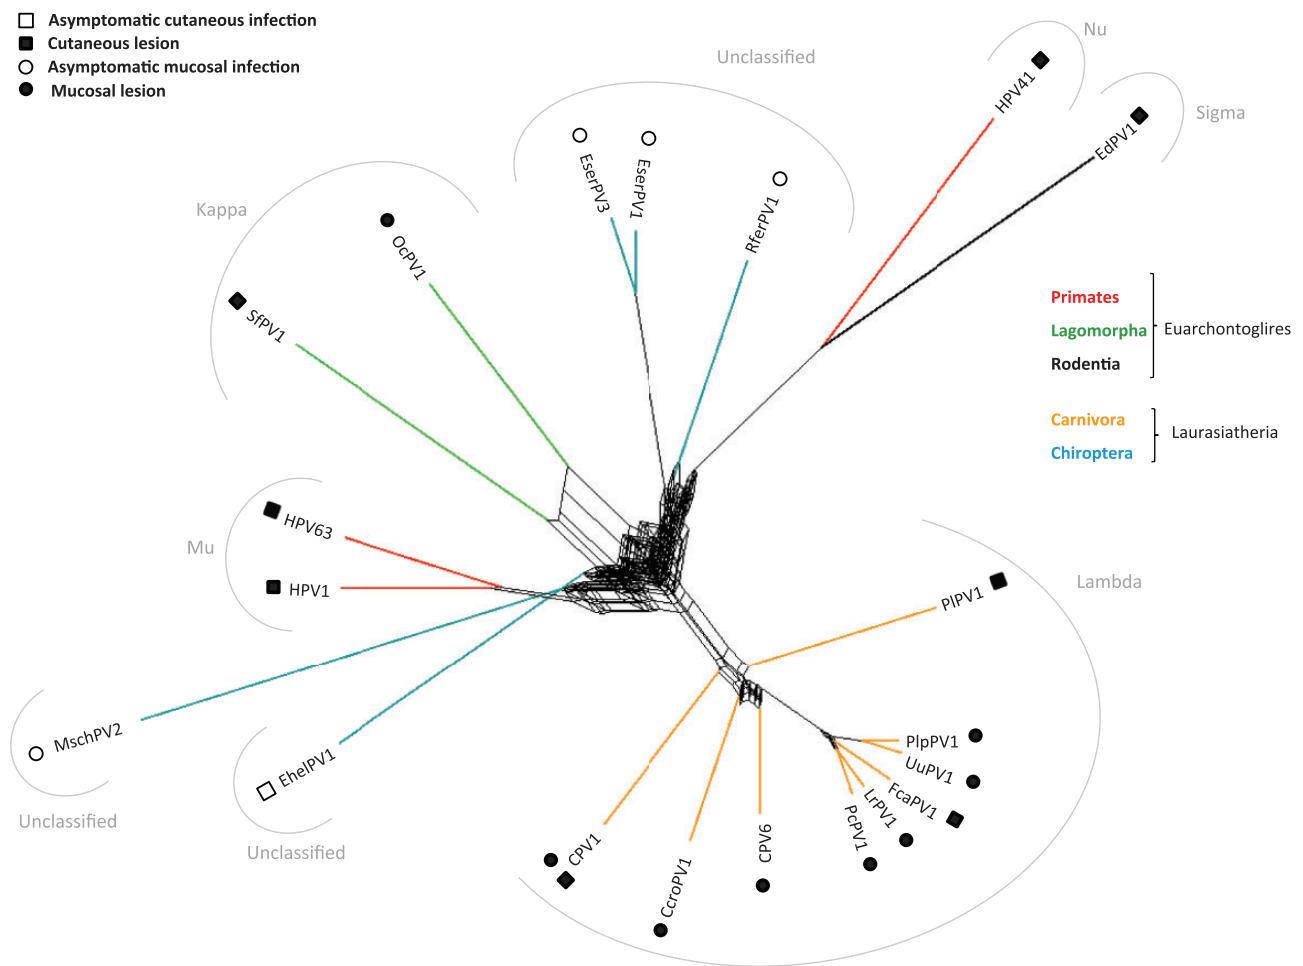 Asymptomatic cutaneous infection
Cutaneous lesion
Asymptomatic mucosal infection
Mucosal lesion
Unclassified
Nu
Sigma
Kappa
HPV41
EdPV1
EserPV3
EserPV1
RferPV1
OcPV1
SfPV1
Primates
Lagomorpha
Rodentia
Euarchontoglires
Carnivora
Chiroptera
Laurasiatheria
Mu
HPV63
HPV1
Lambda
PlPV1
MschPV2
Unclassified
EhelPV1
Unclassified
PlpPV1
UuPV1
FcaPV1
LrPV1
PcPV1
CPV6
CcroPV1
CPV1